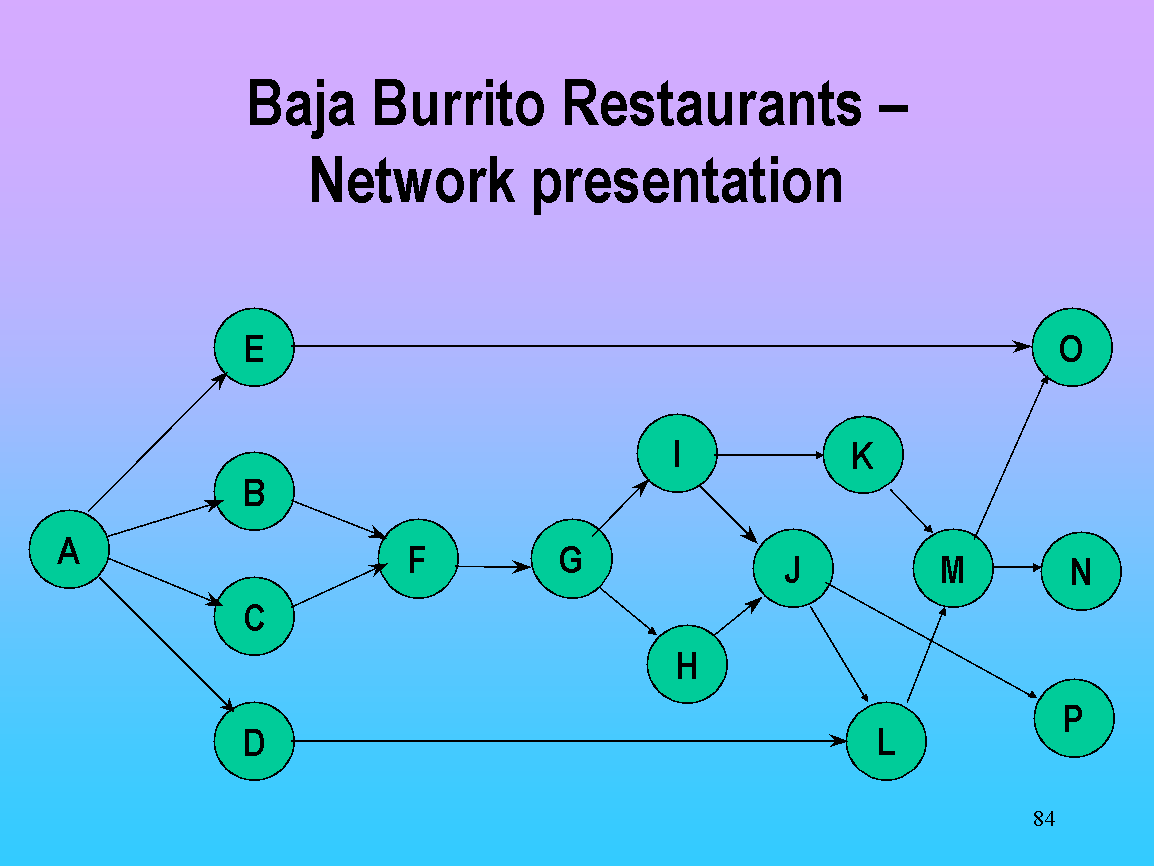 Baja Burrito Restaurants –
Network presentation
E
O
I
K
B
A
F
G
J
M
N
C
H
D
L
P
84